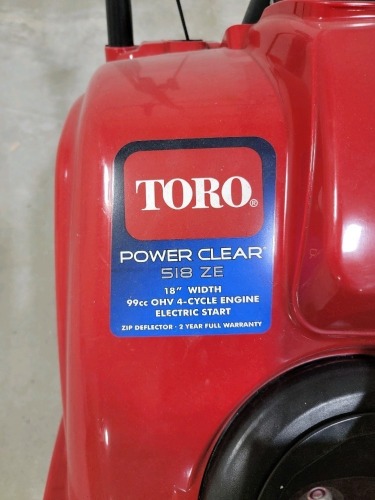 TORO®
POWER CLEAR®
518 ZE
18" WIDTH
99cc OHV 4-CYCLE ENGINE
ELECTRIC START
ZIP DEFLECTOR · 2 YEAR FULL WARRANTY